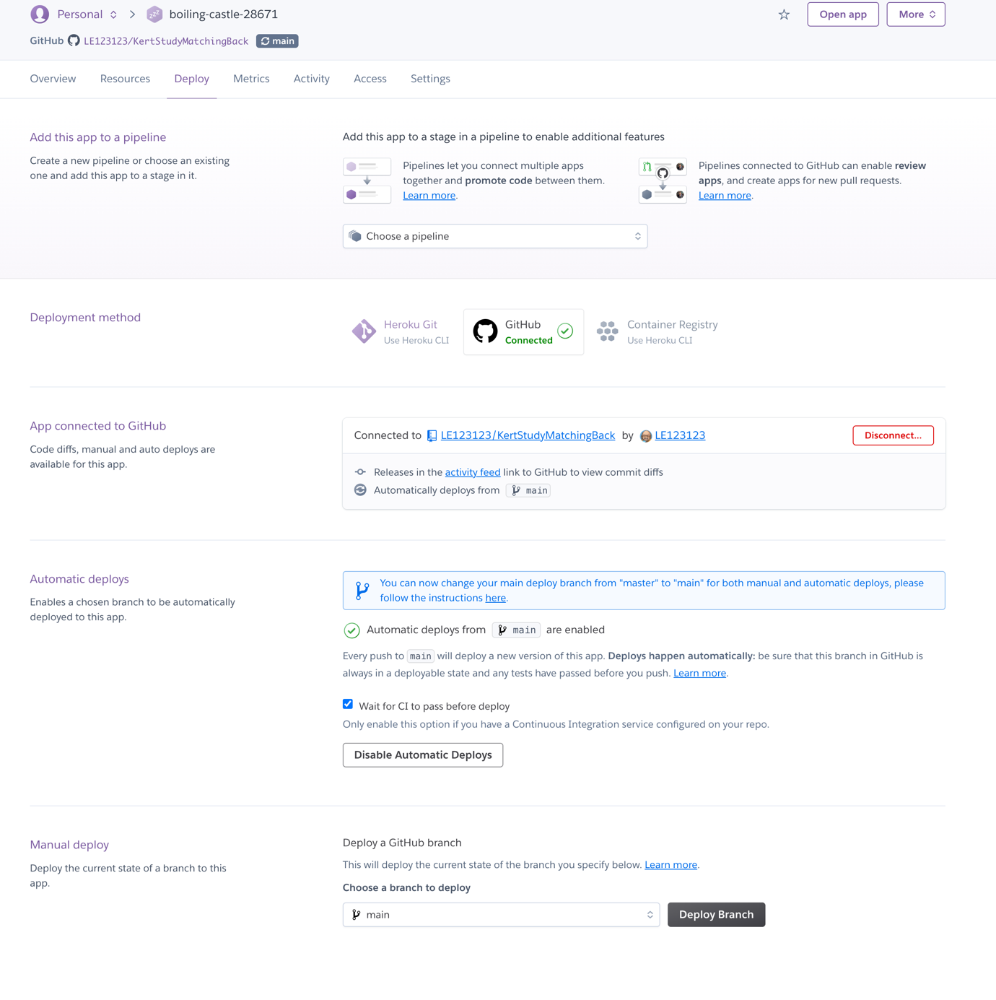 Personal boiling-castle-28671 Open app More
GitHub LE123123/KertStudyMatchingBack main
Overview Resources Deploy Metrics Activity Access Settings
Add this app to a pipeline
Create a new pipeline or choose an existing
one and add this app to a stage in it.
Add this app to a stage in a pipeline to enable additional features
Pipelines let you connect multiple apps
together and promote code between them.
Learn more.
Pipelines connected to GitHub can enable review
apps, and create apps for new pull requests.
Learn more.
Choose a pipeline
Deployment method
Heroku Git
Use Heroku CLI
GitHub
Connected
Container Registry
Use Heroku CLI
App connected to GitHub
Code diffs, manual and auto deploys are
available for this app.
Connected to LE123123/KertStudyMatchingBack by LE123123 Disconnect...
Releases in the activity feed link to GitHub to view commit diffs
Automatically deploys from main
Automatic deploys
Enables a chosen branch to be automatically
deployed to this app.
You can now change your main deploy branch from "master" to "main" for both manual and automatic deploys, please
follow the instructions here.
Automatic deploys from main are enabled
Every push to main will deploy a new version of this app. Deploys happen automatically: be sure that this branch in GitHub is
always in a deployable state and any tests have passed before you push. Learn more.
Wait for CI to pass before deploy
Only enable this option if you have a Continuous Integration service configured on your repo.
Disable Automatic Deploys
Manual deploy
Deploy the current state of a branch to this
app.
Deploy a GitHub branch
This will deploy the current state of the branch you specify below. Learn more.
Choose a branch to deploy
main Deploy Branch